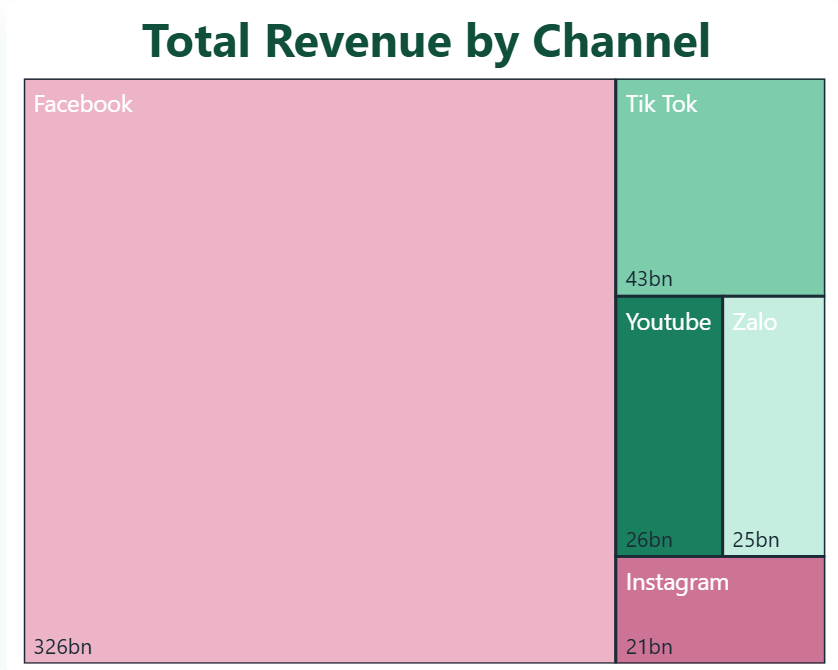 Total Revenue by Channel
Facebook
326bn
Tik Tok
43bn
Youtube
26bn
Zalo
25bn
Instagram
21bn